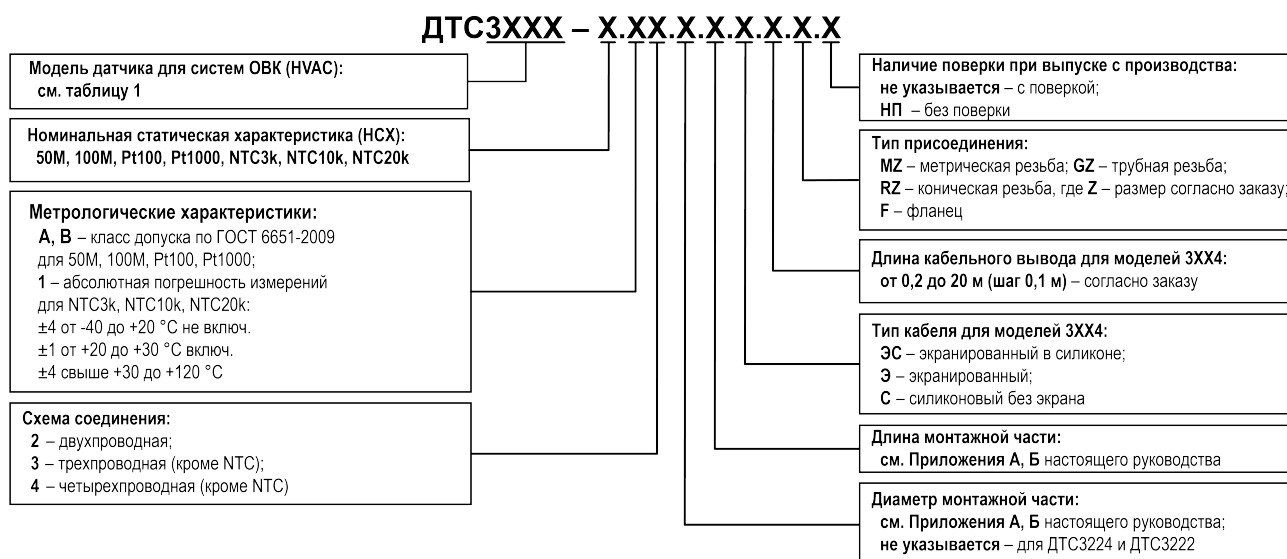 ДТС3XXX – X.XX.X.X.X.X.X.X
Модель датчика для систем ОВК (HVAC):
см. таблицу 1
Номинальная статическая характеристика (НСХ):
50М, 100М, Pt100, Pt1000, NTC3k, NTC10k, NTC20k
Метрологические характеристики:
А, В – класс допуска по ГОСТ 6651-2009
для 50М, 100М, Pt100, Pt1000;
1 – абсолютная погрешность измерений
для NTC3k, NTC10k, NTC20k:
±4 от -40 до +20 °С не включ.
±1 от +20 до +30 °С включ.
±4 свыше +30 до +120 °С
Схема соединения:
2 – двухпроводная;
3 – трехпроводная (кроме NTC);
4 – четырехпроводная (кроме NTC)
Наличие поверки при выпуске с производства:
не указывается – с поверкой;
НП – без поверки
Тип присоединения:
MZ – метрическая резьба; GZ – трубная резьба;
RZ – коническая резьба, где Z – размер согласно заказу;
F – фланец
Длина кабельного вывода для моделей 3ХХ4:
от 0,2 до 20 м (шаг 0,1 м) – согласно заказу
Тип кабеля для моделей 3ХХ4:
ЭС – экранированный в силиконе;
Э – экранированный;
С – силиконовый без экрана
Длина монтажной части:
см. Приложения А, Б настоящего руководства
Диаметр монтажной части:
см. Приложения А, Б настоящего руководства;
не указывается – для ДТС3224 и ДТС3222